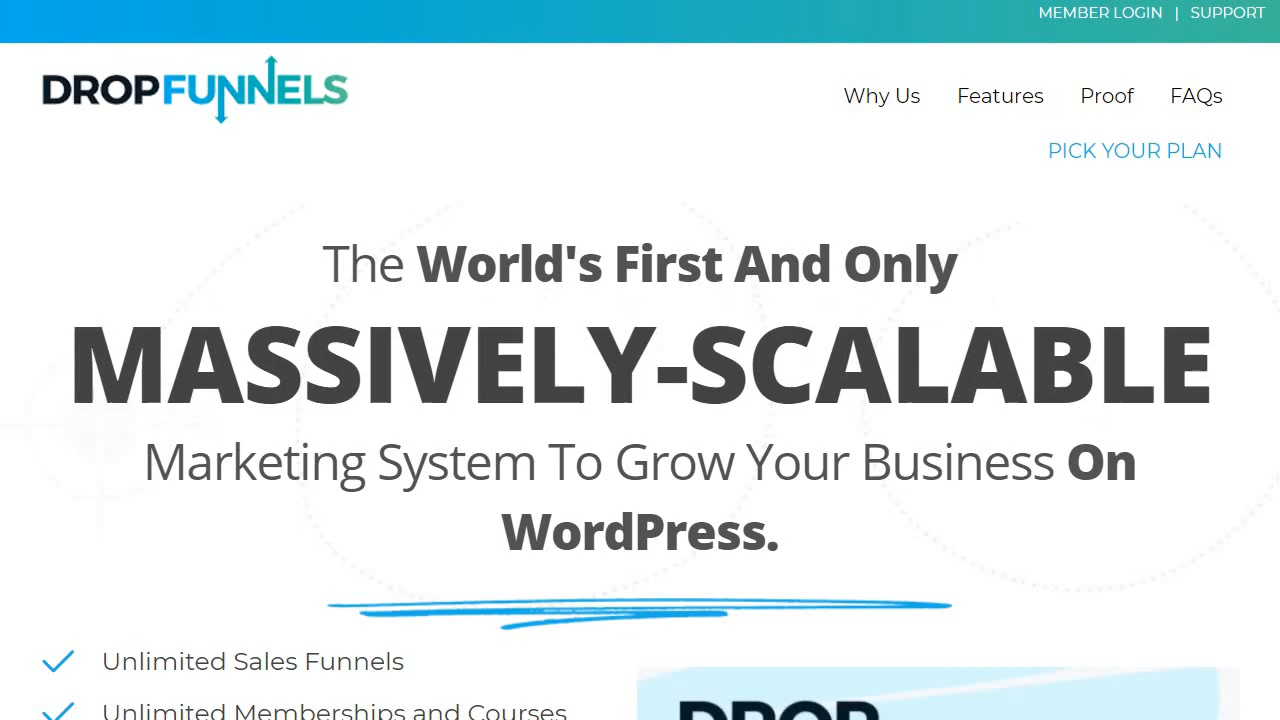 MEMBER LOGIN | SUPPORT
DROPFUNNELS
Why Us Features Proof FAQs
PICK YOUR PLAN
The World's First And Only
MASSIVELY-SCALABLE
Marketing System To Grow Your Business On
WordPress.
Unlimited Sales Funnels
Unlimited Memberships and Courses
DROP